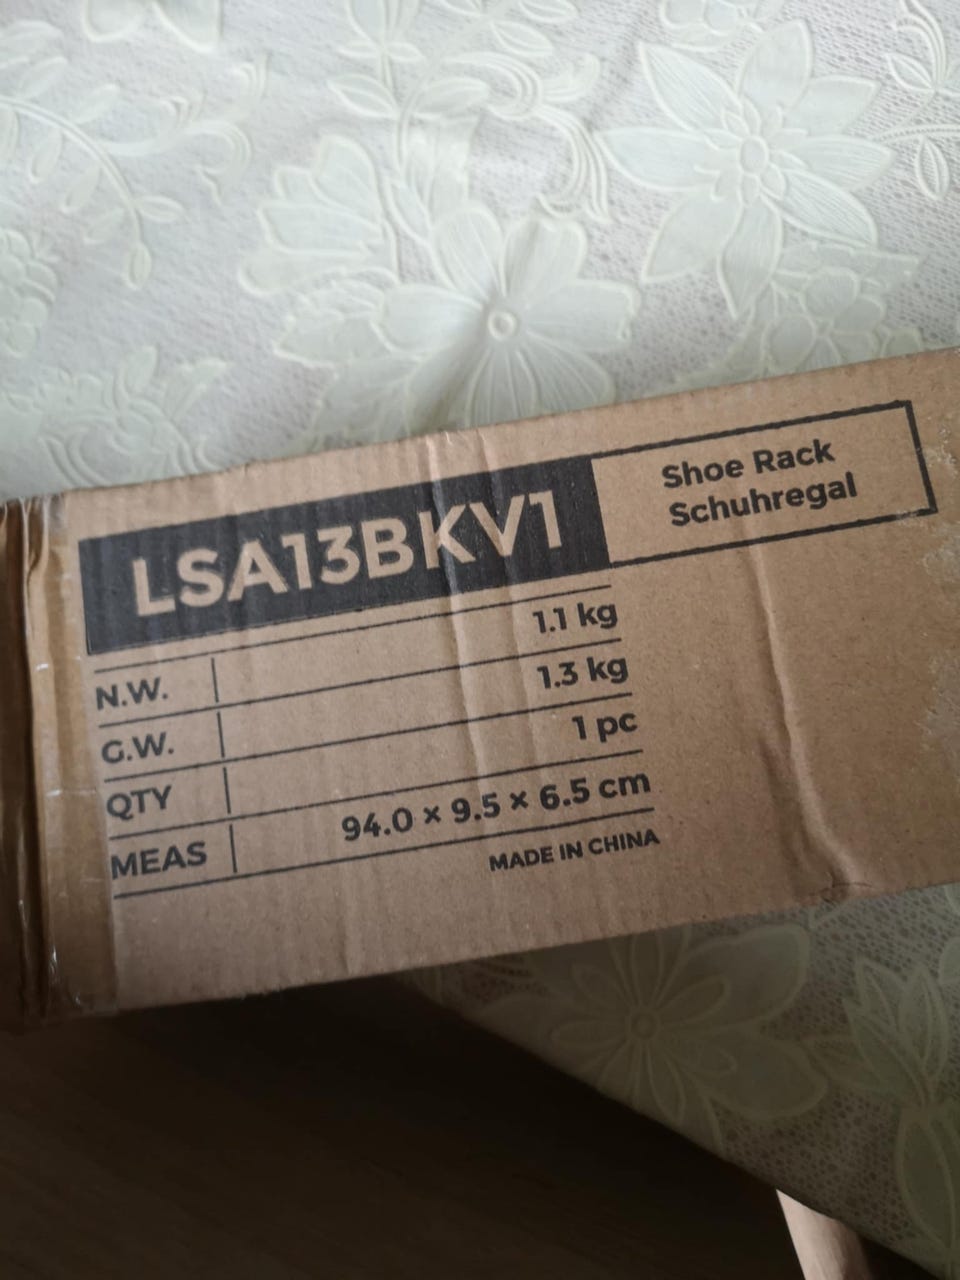 LSA13BKV1
Shoe Rack
Schuhregal
N.W. 1.1 kg
G.W. 1.3 kg
QTY 1 pc
MEAS 94.0 × 9.5 × 6.5 cm
MADE IN CHINA